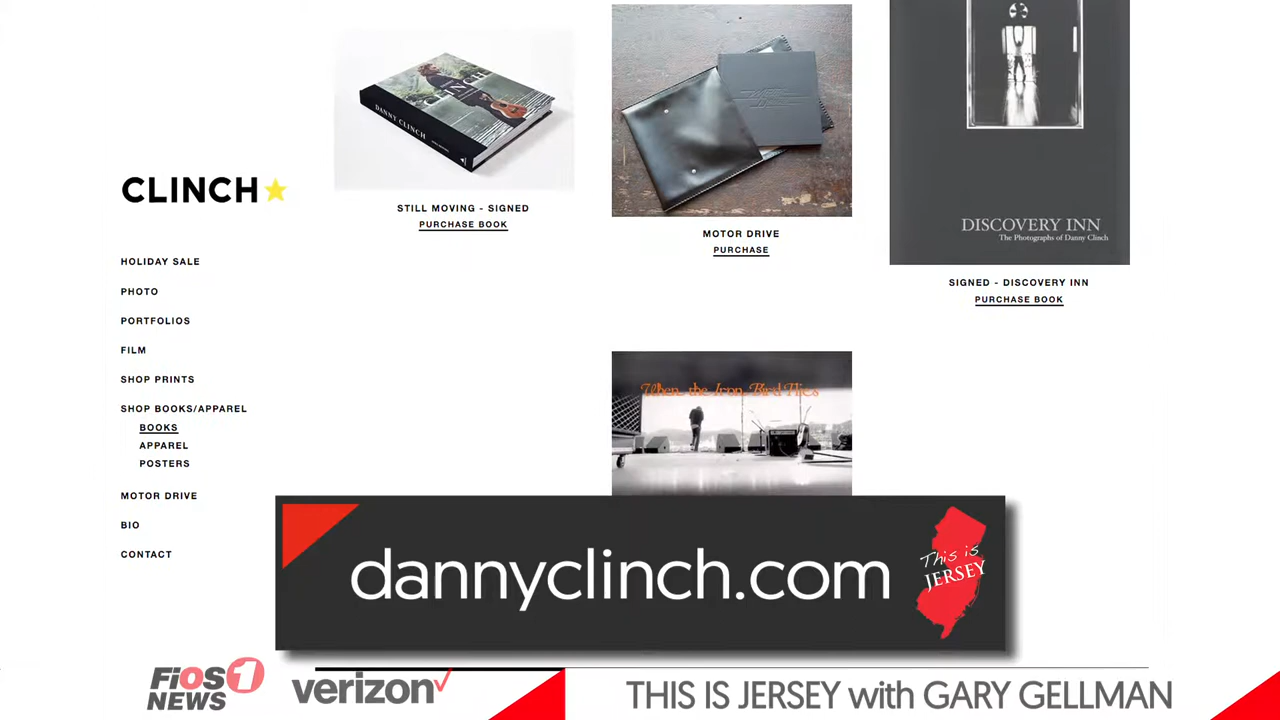 CLINCH
HOLIDAY SALE
PHOTO
PORTFOLIOS
FILM
SHOP PRINTS
SHOP BOOKS/APPAREL
BOOKS
APPAREL
POSTERS
MOTOR DRIVE
BIO
CONTACT
DANNY CLINCH
STILL MOVING - SIGNED
PURCHASE BOOK
MOTOR DRIVE
PURCHASE
DISCOVERY INN
The Photographs of Danny Clinch
SIGNED - DISCOVERY INN
PURCHASE BOOK
When the Iron Bird Flies
dannyclinch.com
This is
JERSEY
FiOS1
NEWS
verizon
THIS IS JERSEY with GARY GELLMAN